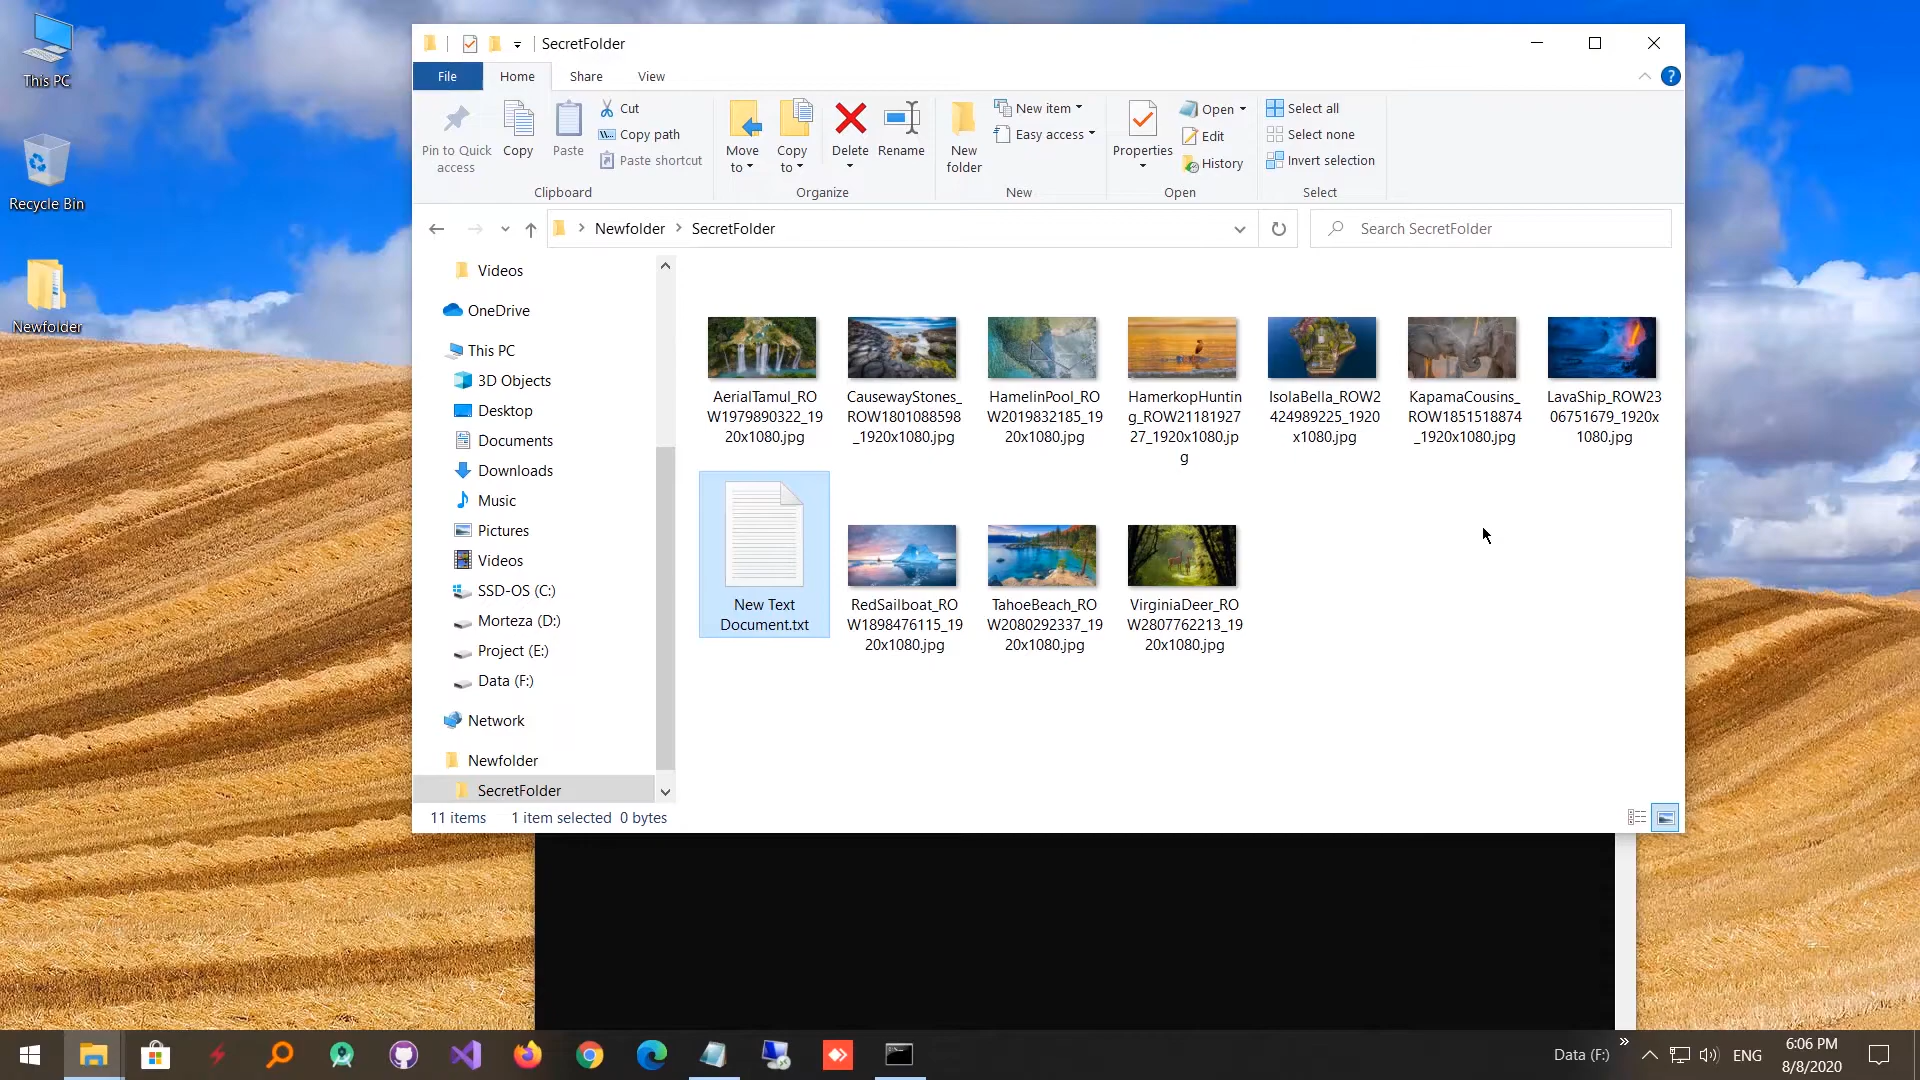 This PC
Recycle Bin
Newfolder
SecretFolder
File
Home
Share
View
?
Pin to Quick
access
Copy
Paste
Cut
Copy path
Paste shortcut
Clipboard
Move
to
Copy
to
Delete
Rename
Organize
New
folder
New item
Easy access
New
Properties
Open
Edit
History
Open
Select all
Select none
Invert selection
Select
Newfolder
SecretFolder
Search SecretFolder
Videos
OneDrive
This PC
3D Objects
Desktop
Documents
Downloads
Music
Pictures
Videos
SSD-OS (C:)
Morteza (D:)
Project (E:)
Data (F:)
Network
Newfolder
SecretFolder
AerialTamul_RO
W1979890322_19
20x1080.jpg
CausewayStones_
ROW1801088598
_1920x1080.jpg
HamelinPool_RO
W2019832185_19
20x1080.jpg
HamerkopHuntin
g_ROW21181927
27_1920x1080.jp
g
IsolaBella_ROW2
424989225_1920
x1080.jpg
KapamaCousins_
ROW1851518874
_1920x1080.jpg
LavaShip_ROW23
06751679_1920x
1080.jpg
New Text
Document.txt
RedSailboat_RO
W1898476115_19
20x1080.jpg
TahoeBeach_RO
W2080292337_19
20x1080.jpg
VirginiaDeer_RO
W2807762213_19
20x1080.jpg
11 items
1 item selected 0 bytes
Data (F:)
ENG
6:06 PM
8/8/2020